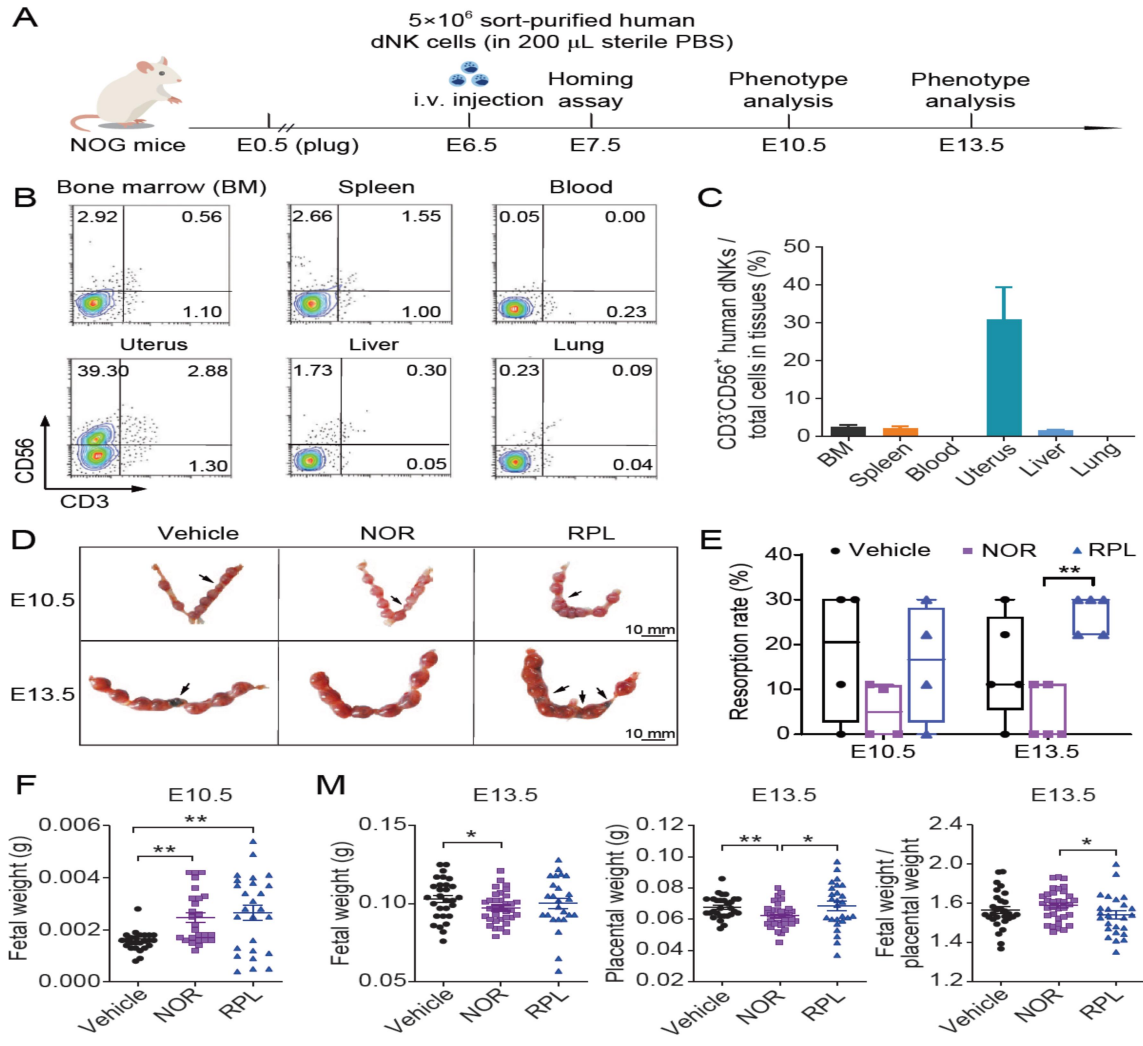 A
5×10⁶ sort-purified human
dNK cells (in 200 μL sterile PBS)
i.v. injection
Homing
assay
Phenotype
analysis
Phenotype
analysis
NOG mice
E0.5 (plug)
E6.5
E7.5
E10.5
E13.5
B
Bone marrow (BM)
Spleen
Blood
2.92
0.56
1.10
2.66
1.55
1.00
0.05
0.00
0.23
Uterus
Liver
Lung
39.30
2.88
1.30
1.73
0.30
0.05
0.23
0.09
0.04
CD56
CD3
C
CD3⁻CD56⁺ human dNKs /
total cells in tissues (%)
50
40
30
20
10
0
BM
Spleen
Blood
Uterus
Liver
Lung
D
Vehicle
NOR
RPL
E10.5
10 mm
E13.5
10 mm
E
Vehicle
NOR
RPL
Resorption rate (%)
40
30
20
10
0
**
E10.5
E13.5
F
E10.5
Fetal weight (g)
0.006
0.004
0.002
0.000
**
**
Vehicle
NOR
RPL
M
E13.5
Fetal weight (g)
0.15
0.10
0.05
*
Vehicle
NOR
RPL
E13.5
Placental weight (g)
0.12
0.10
0.08
0.06
0.04
0.02
**
*
Vehicle
NOR
RPL
E13.5
Fetal weight /
placental weight
2.4
2.0
1.6
1.6
1.2
*
Vehicle
NOR
RPL